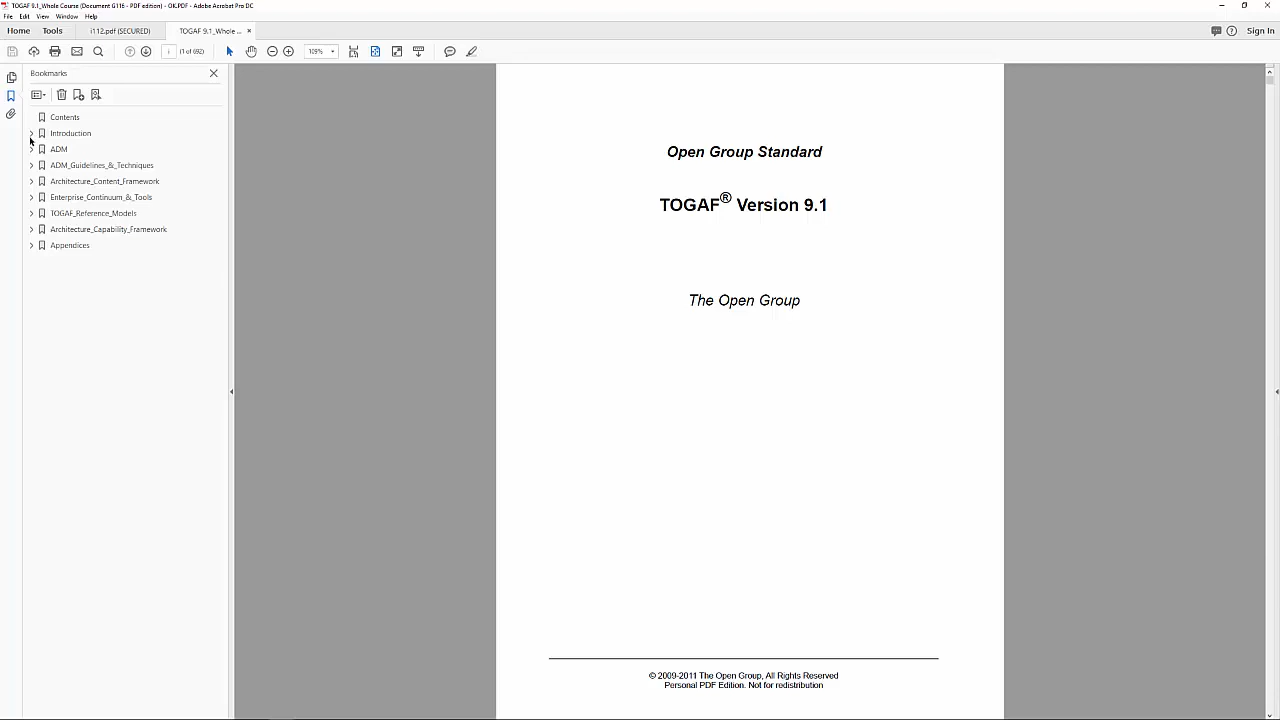 TOGAF 9.1_Whole Course (Document G116 - PDF edition) - OK.PDF - Adobe Acrobat Pro DC
File Edit View Window Help
Home Tools i112.pdf (SECURED) TOGAF 9.1_Whole ... × Sign In
i (1 of 692) 109%
Bookmarks
Contents
Introduction
ADM
ADM_Guidelines_&_Techniques
Architecture_Content_Framework
Enterprise_Continuum_&_Tools
TOGAF_Reference_Models
Architecture_Capability_Framework
Appendices
Open Group Standard
TOGAF® Version 9.1
The Open Group
© 2009-2011 The Open Group, All Rights Reserved
Personal PDF Edition. Not for redistribution